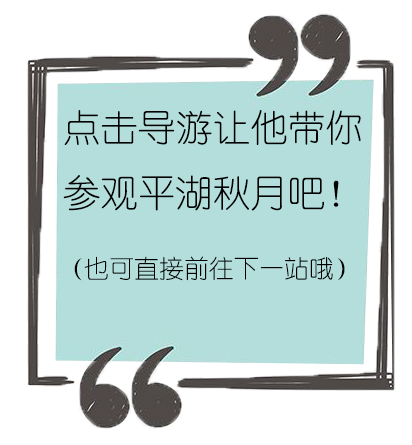 点击导游让他带你
参观平湖秋月吧！
（也可直接前往下一站哦）